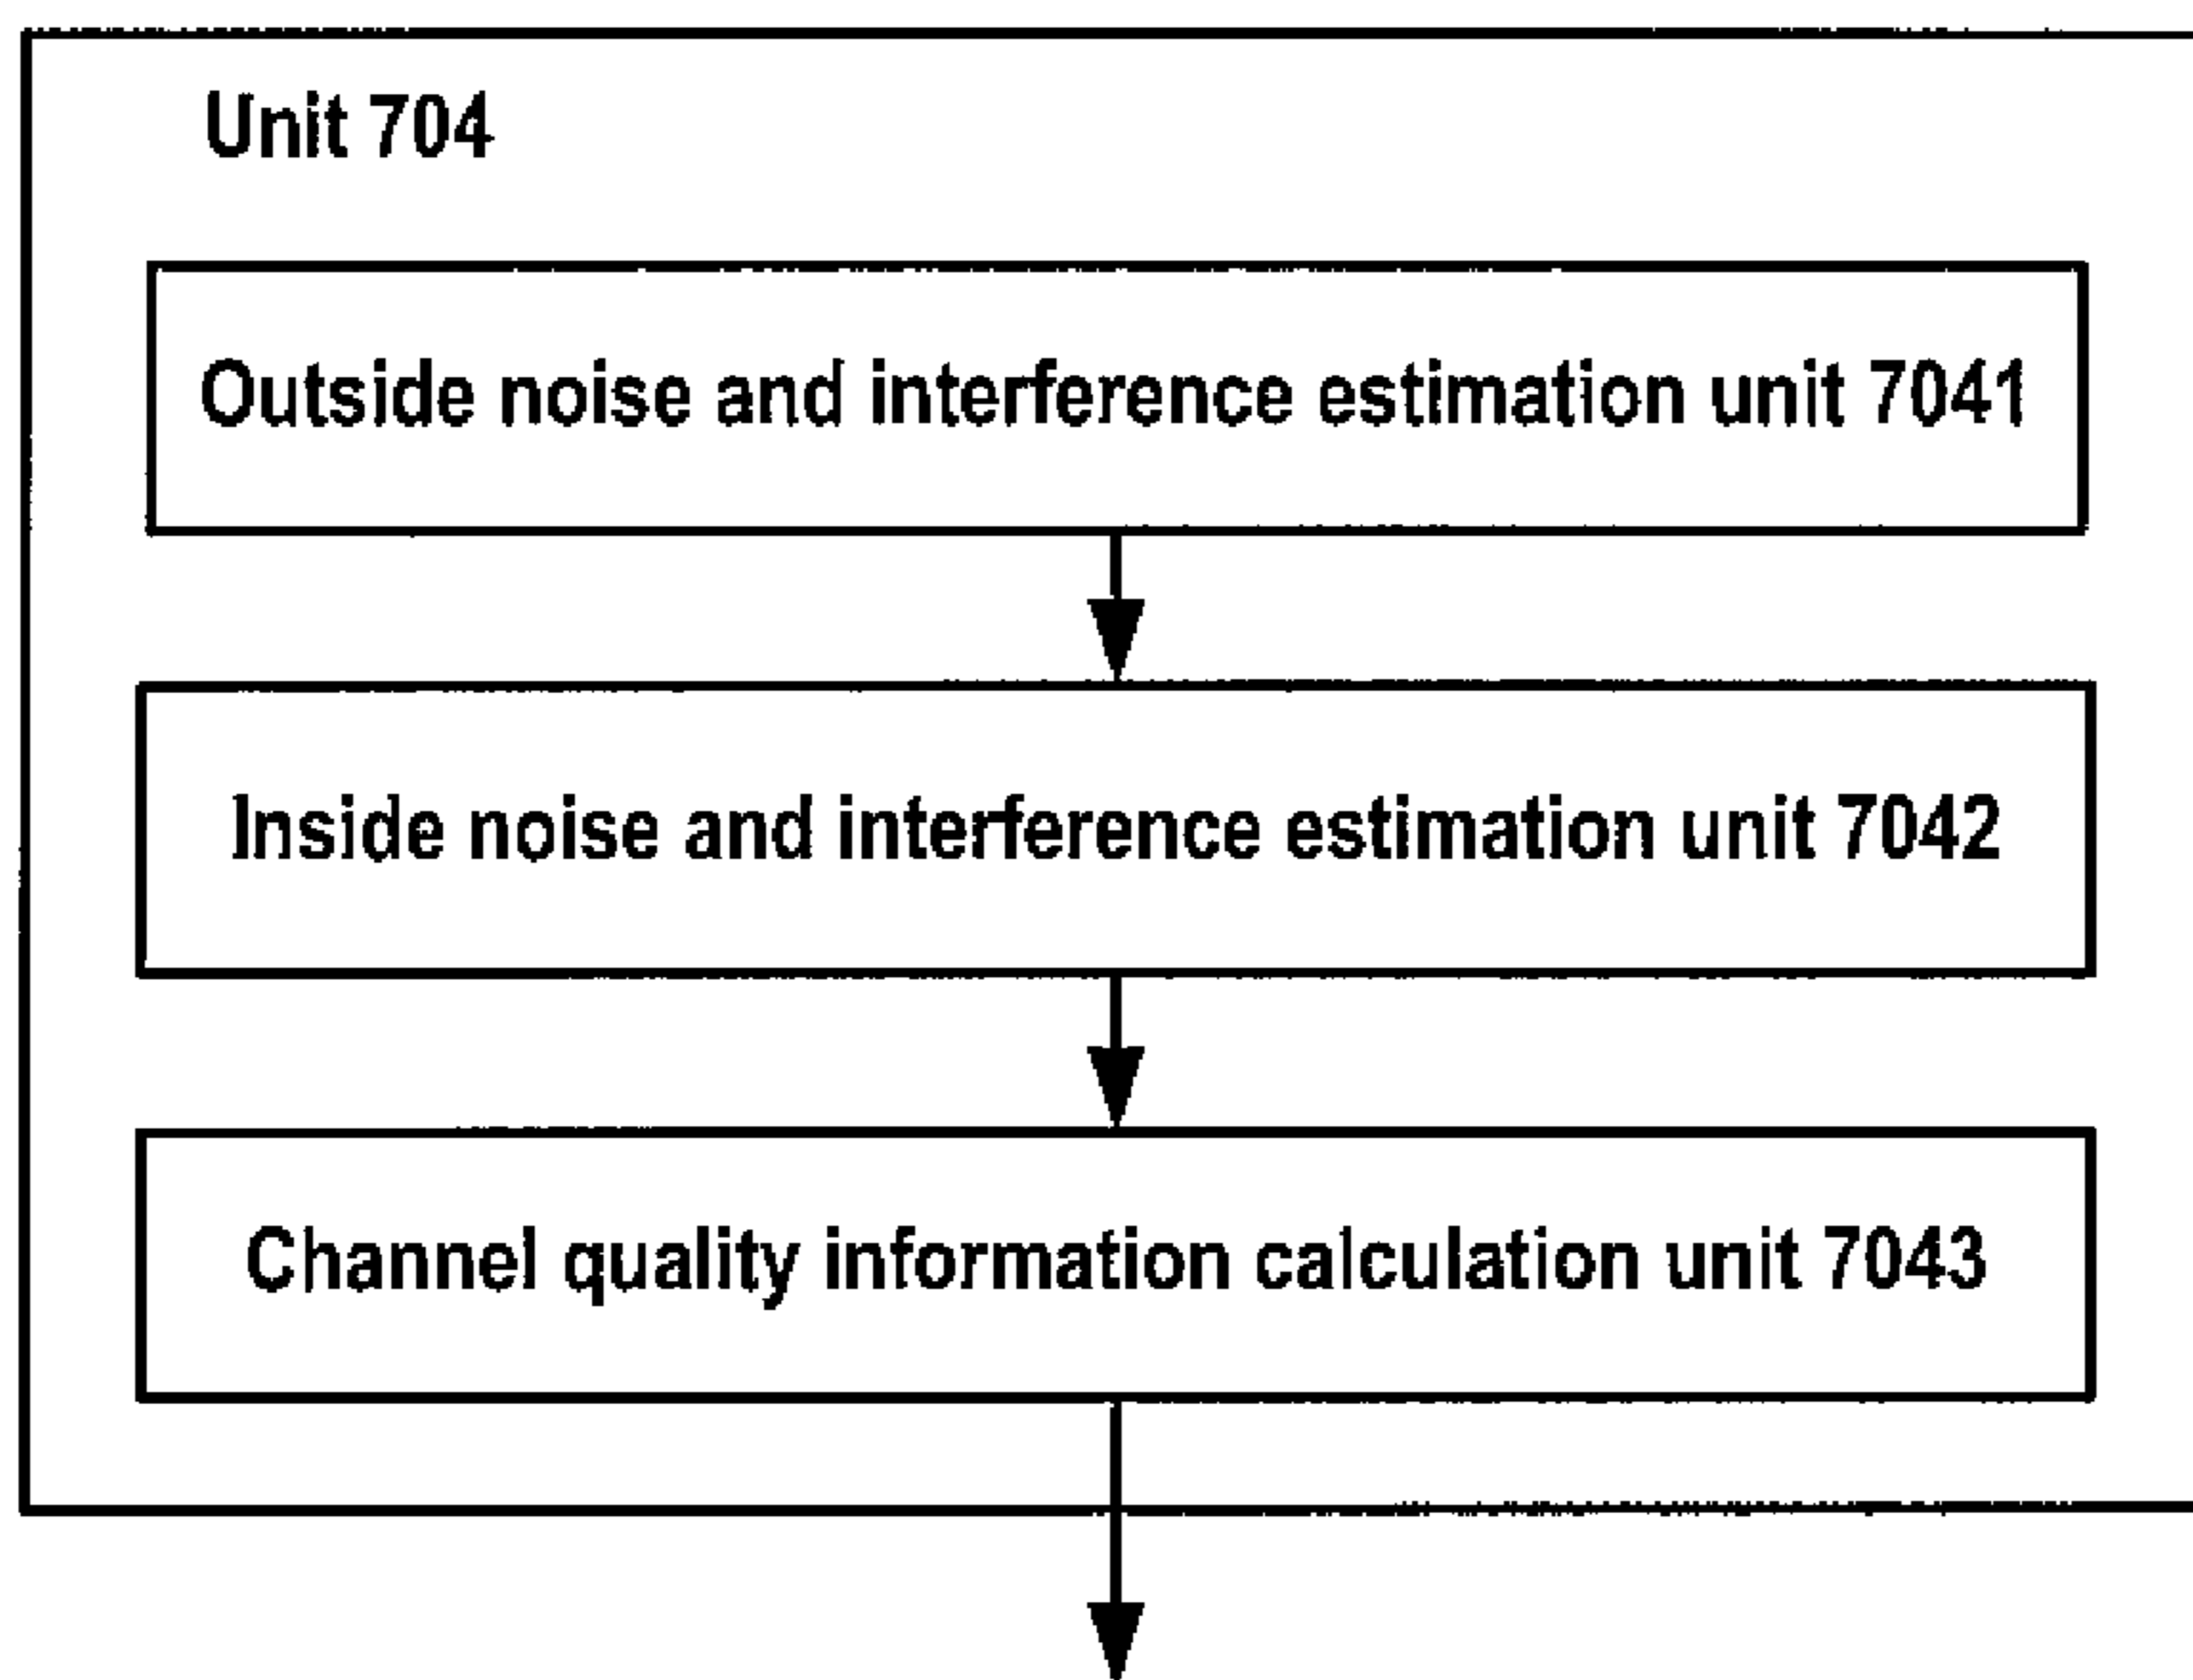 Unit 704
Outside noise and interference estimation unit 7041
Inside noise and interference estimation unit 7042
Channel quality information calculation unit 7043